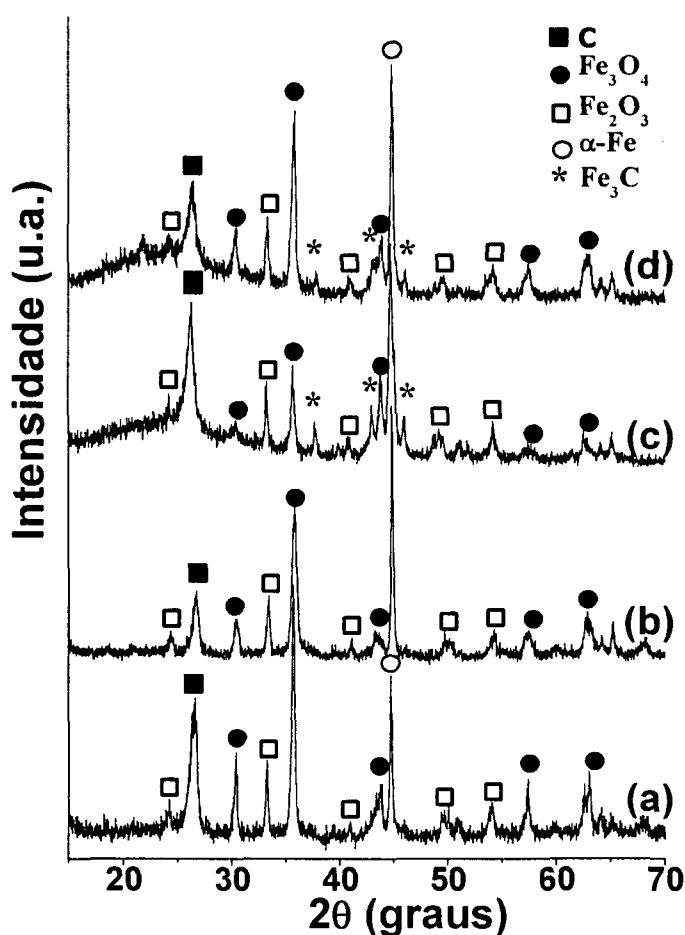 C
Fe₃O₄
Fe₂O₃
α-Fe
* Fe₃C
Intensidade (u.a.)
* * *
(d)
* * *
(c)
(b)
(a)
20 30 40 50 60 70
2θ (graus)